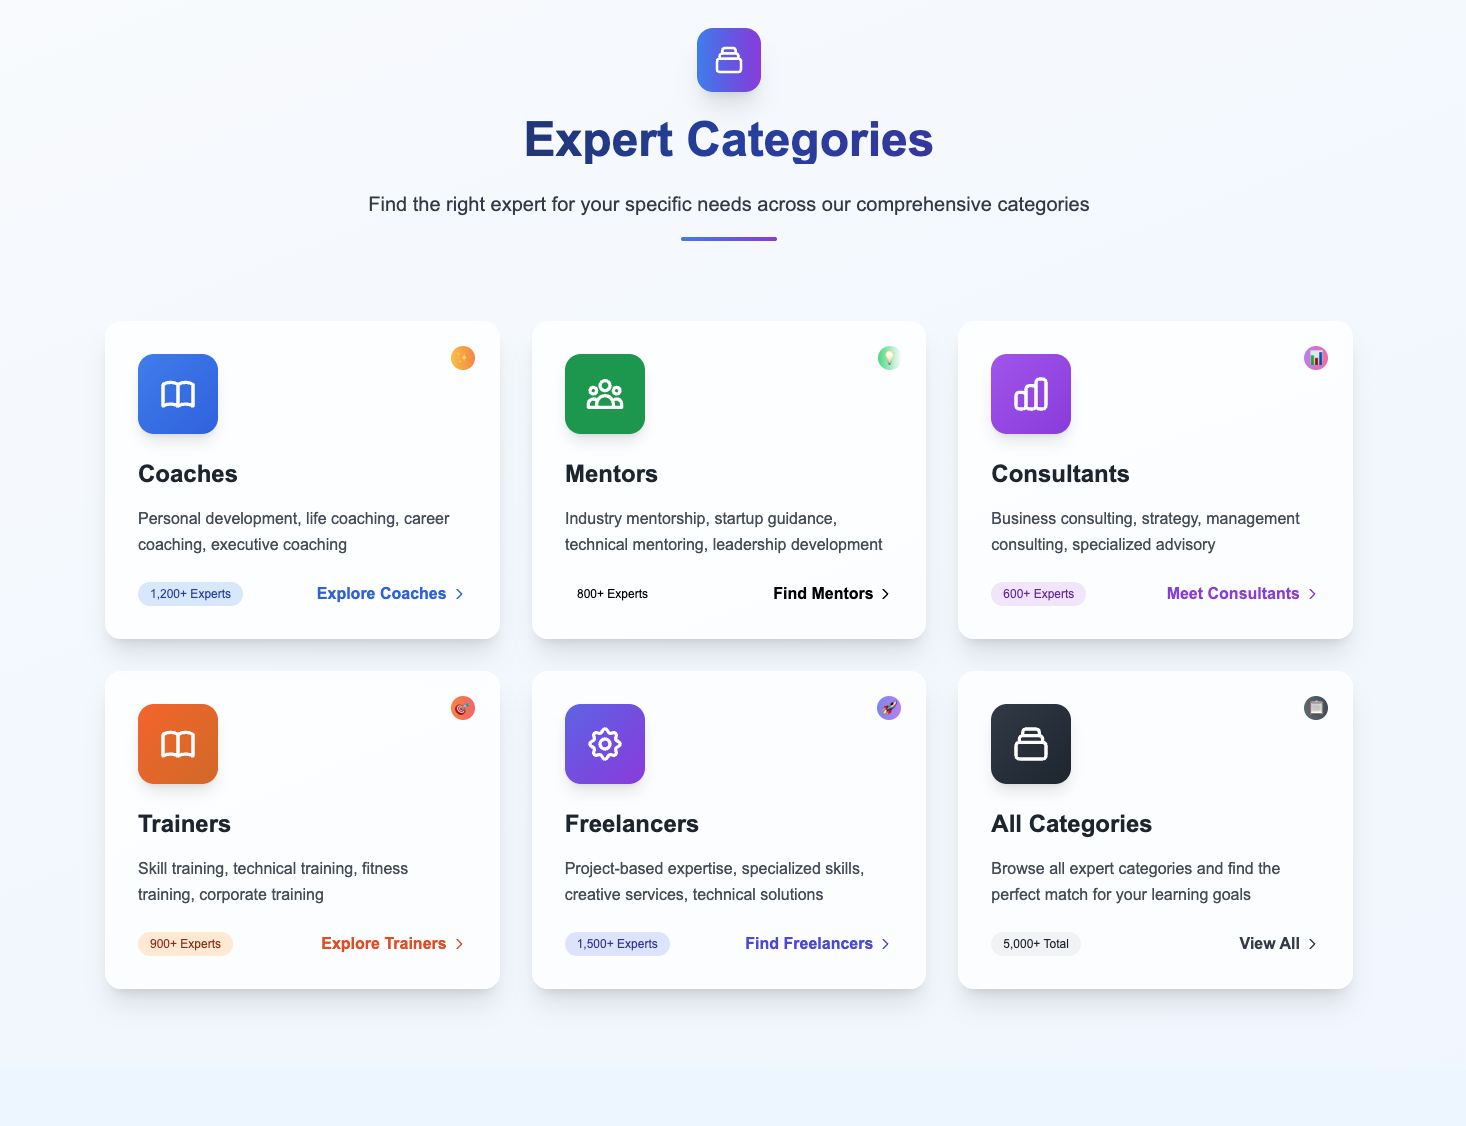 Expert Categories
Find the right expert for your specific needs across our comprehensive categories
Coaches
Personal development, life coaching, career
coaching, executive coaching
1,200+ Experts
Explore Coaches
Mentors
Industry mentorship, startup guidance,
technical mentoring, leadership development
800+ Experts
Find Mentors
Consultants
Business consulting, strategy, management
consulting, specialized advisory
600+ Experts
Meet Consultants
Trainers
Skill training, technical training, fitness
training, corporate training
900+ Experts
Explore Trainers
Freelancers
Project-based expertise, specialized skills,
creative services, technical solutions
1,500+ Experts
Find Freelancers
All Categories
Browse all expert categories and find the
perfect match for your learning goals
5,000+ Total
View All